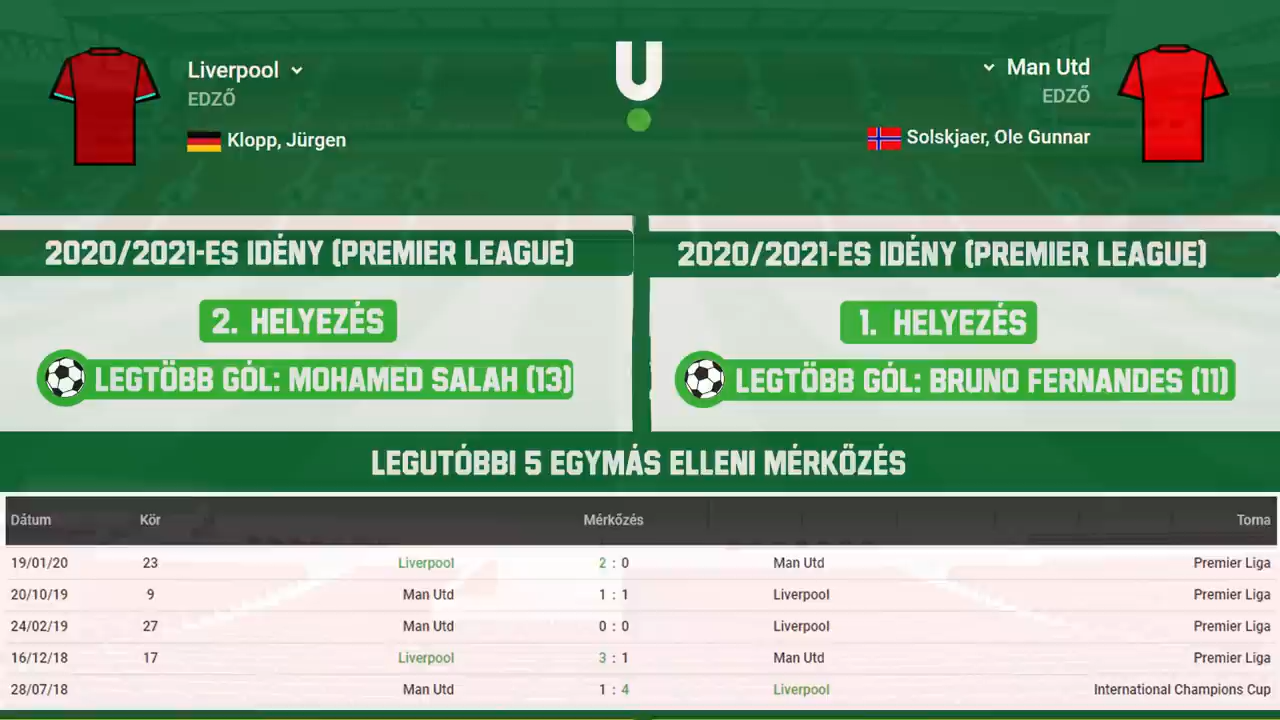 Liverpool
EDZŐ
Klopp, Jürgen
U
Man Utd
EDZŐ
Solskjaer, Ole Gunnar
2020/2021-ES IDÉNY (PREMIER LEAGUE)
2. HELYEZÉS
LEGTÖBB GÓL: MOHAMED SALAH (13)
2020/2021-ES IDÉNY (PREMIER LEAGUE)
1. HELYEZÉS
LEGTÖBB GÓL: BRUNO FERNANDES (11)
LEGUTÓBBI 5 EGYMÁS ELLENI MÉRKŐZÉS
Dátum Kör Mérkőzés Torna
19/01/20 23 Liverpool 2 : 0 Man Utd Premier Liga
20/10/19 9 Man Utd 1 : 1 Liverpool Premier Liga
24/02/19 27 Man Utd 0 : 0 Liverpool Premier Liga
16/12/18 17 Liverpool 3 : 1 Man Utd Premier Liga
28/07/18 Man Utd 1 : 4 Liverpool International Champions Cup